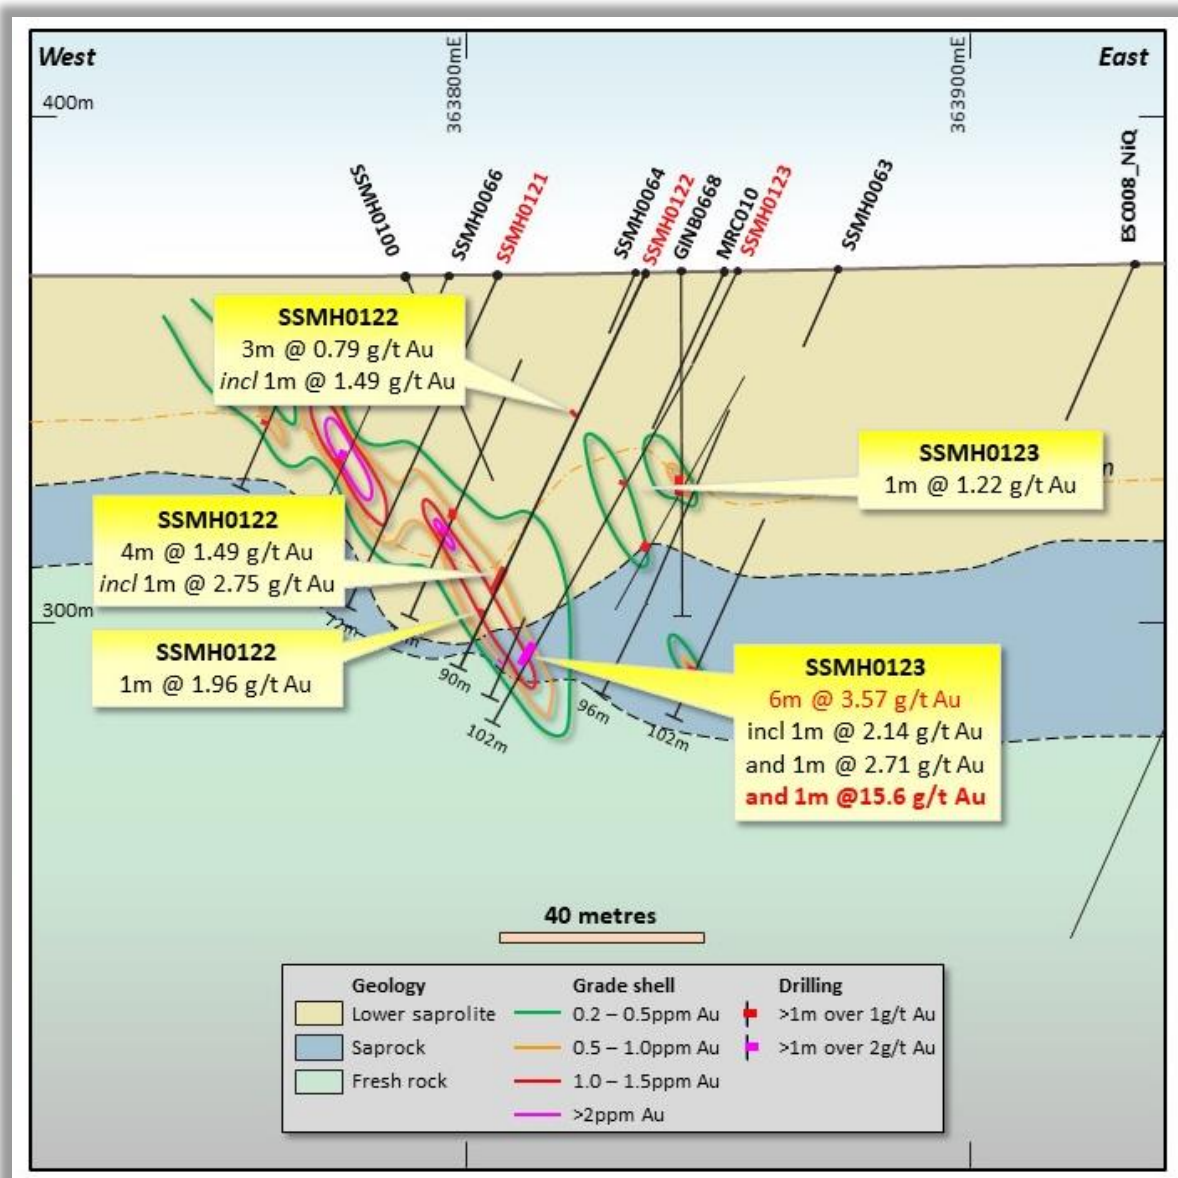 West
East
363800mE
363900mE
400m
SSMH0100
SSMH0066
SSMH0121
SSMH0064
SSMH0122
GINB0668
MRC010
SSMH0123
SSMH0063
ESC008_NiQ
SSMH0122
3m @ 0.79 g/t Au
incl 1m @ 1.49 g/t Au
SSMH0123
1m @ 1.22 g/t Au
SSMH0122
4m @ 1.49 g/t Au
incl 1m @ 2.75 g/t Au
300m
72m
SSMH0122
1m @ 1.96 g/t Au
90m
102m
96m
102m
SSMH0123
6m @ 3.57 g/t Au
incl 1m @ 2.14 g/t Au
and 1m @ 2.71 g/t Au
and 1m @15.6 g/t Au
40 metres
Geology
Lower saprolite
Saprock
Fresh rock
Grade shell
0.2 – 0.5ppm Au
0.5 – 1.0ppm Au
1.0 – 1.5ppm Au
>2ppm Au
Drilling
>1m over 1g/t Au
>1m over 2g/t Au